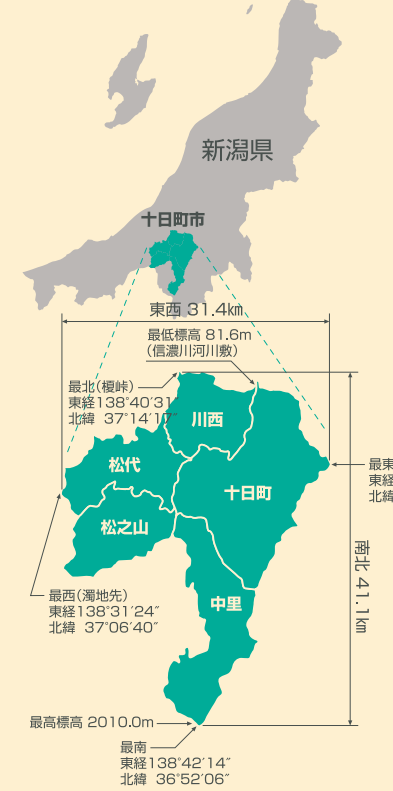 新潟県
十日町市
東西 31.4km
最低標高 81.6m
(信濃川河川敷)
最北(榎峠)
東経138°40′31″
北緯 37°14′17″
川西
松代
十日町
松之山
中里
最東
東経
北緯
南北 41.1km
最西(濁地先)
東経138°31′24″
北緯 37°06′40″
最高標高 2010.0m
最南
東経138°42′14″
北緯 36°52′06″